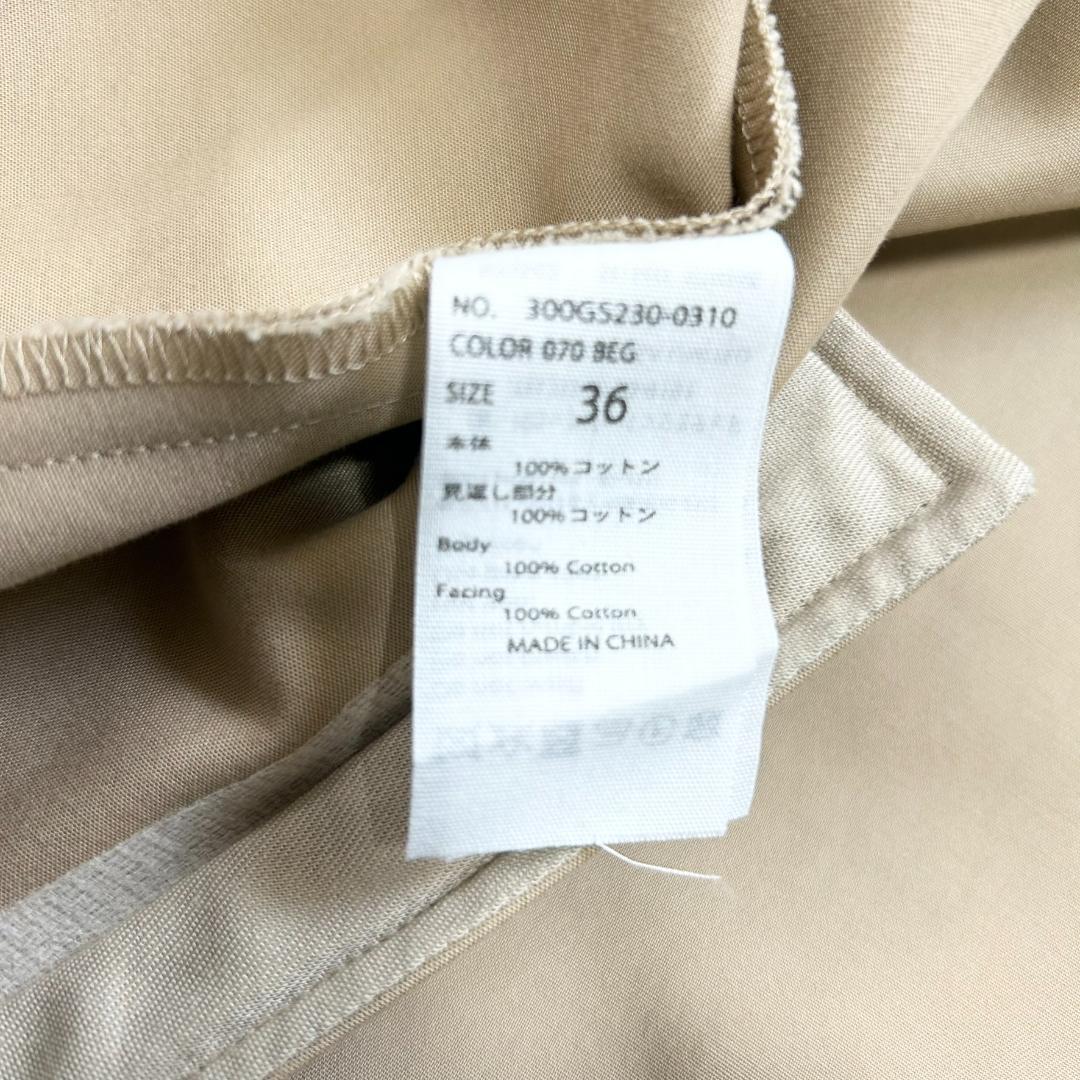 NO. 300GS230-0310
COLOR 070 BEG
SIZE 36
本体
100%コットン
見返し部分
100%コットン
Body
100% Cotton
Facing
100% Cotton
MADE IN CHINA